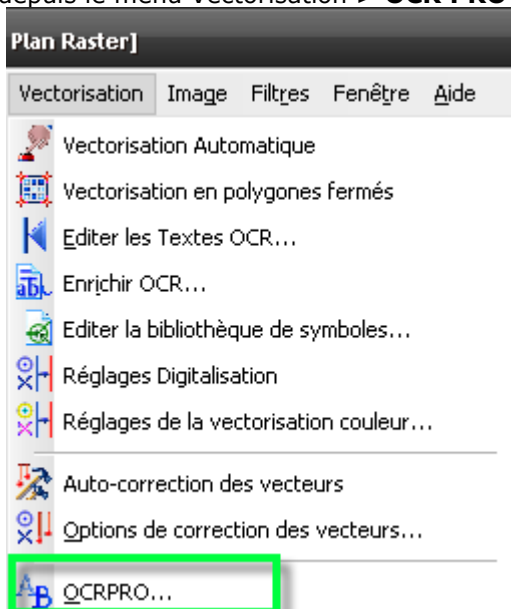 depuis le menu Vectorisation > OCR PRO
Plan Raster]
Vectorisation Image Filtres Fenêtre Aide
Vectorisation Automatique
Vectorisation en polygones fermés
Editer les Textes OCR...
Enrichir OCR...
Editer la bibliothèque de symboles...
Réglages Digitalisation
Réglages de la vectorisation couleur...
Auto-correction des vecteurs
Options de correction des vecteurs...
OCRPRO...